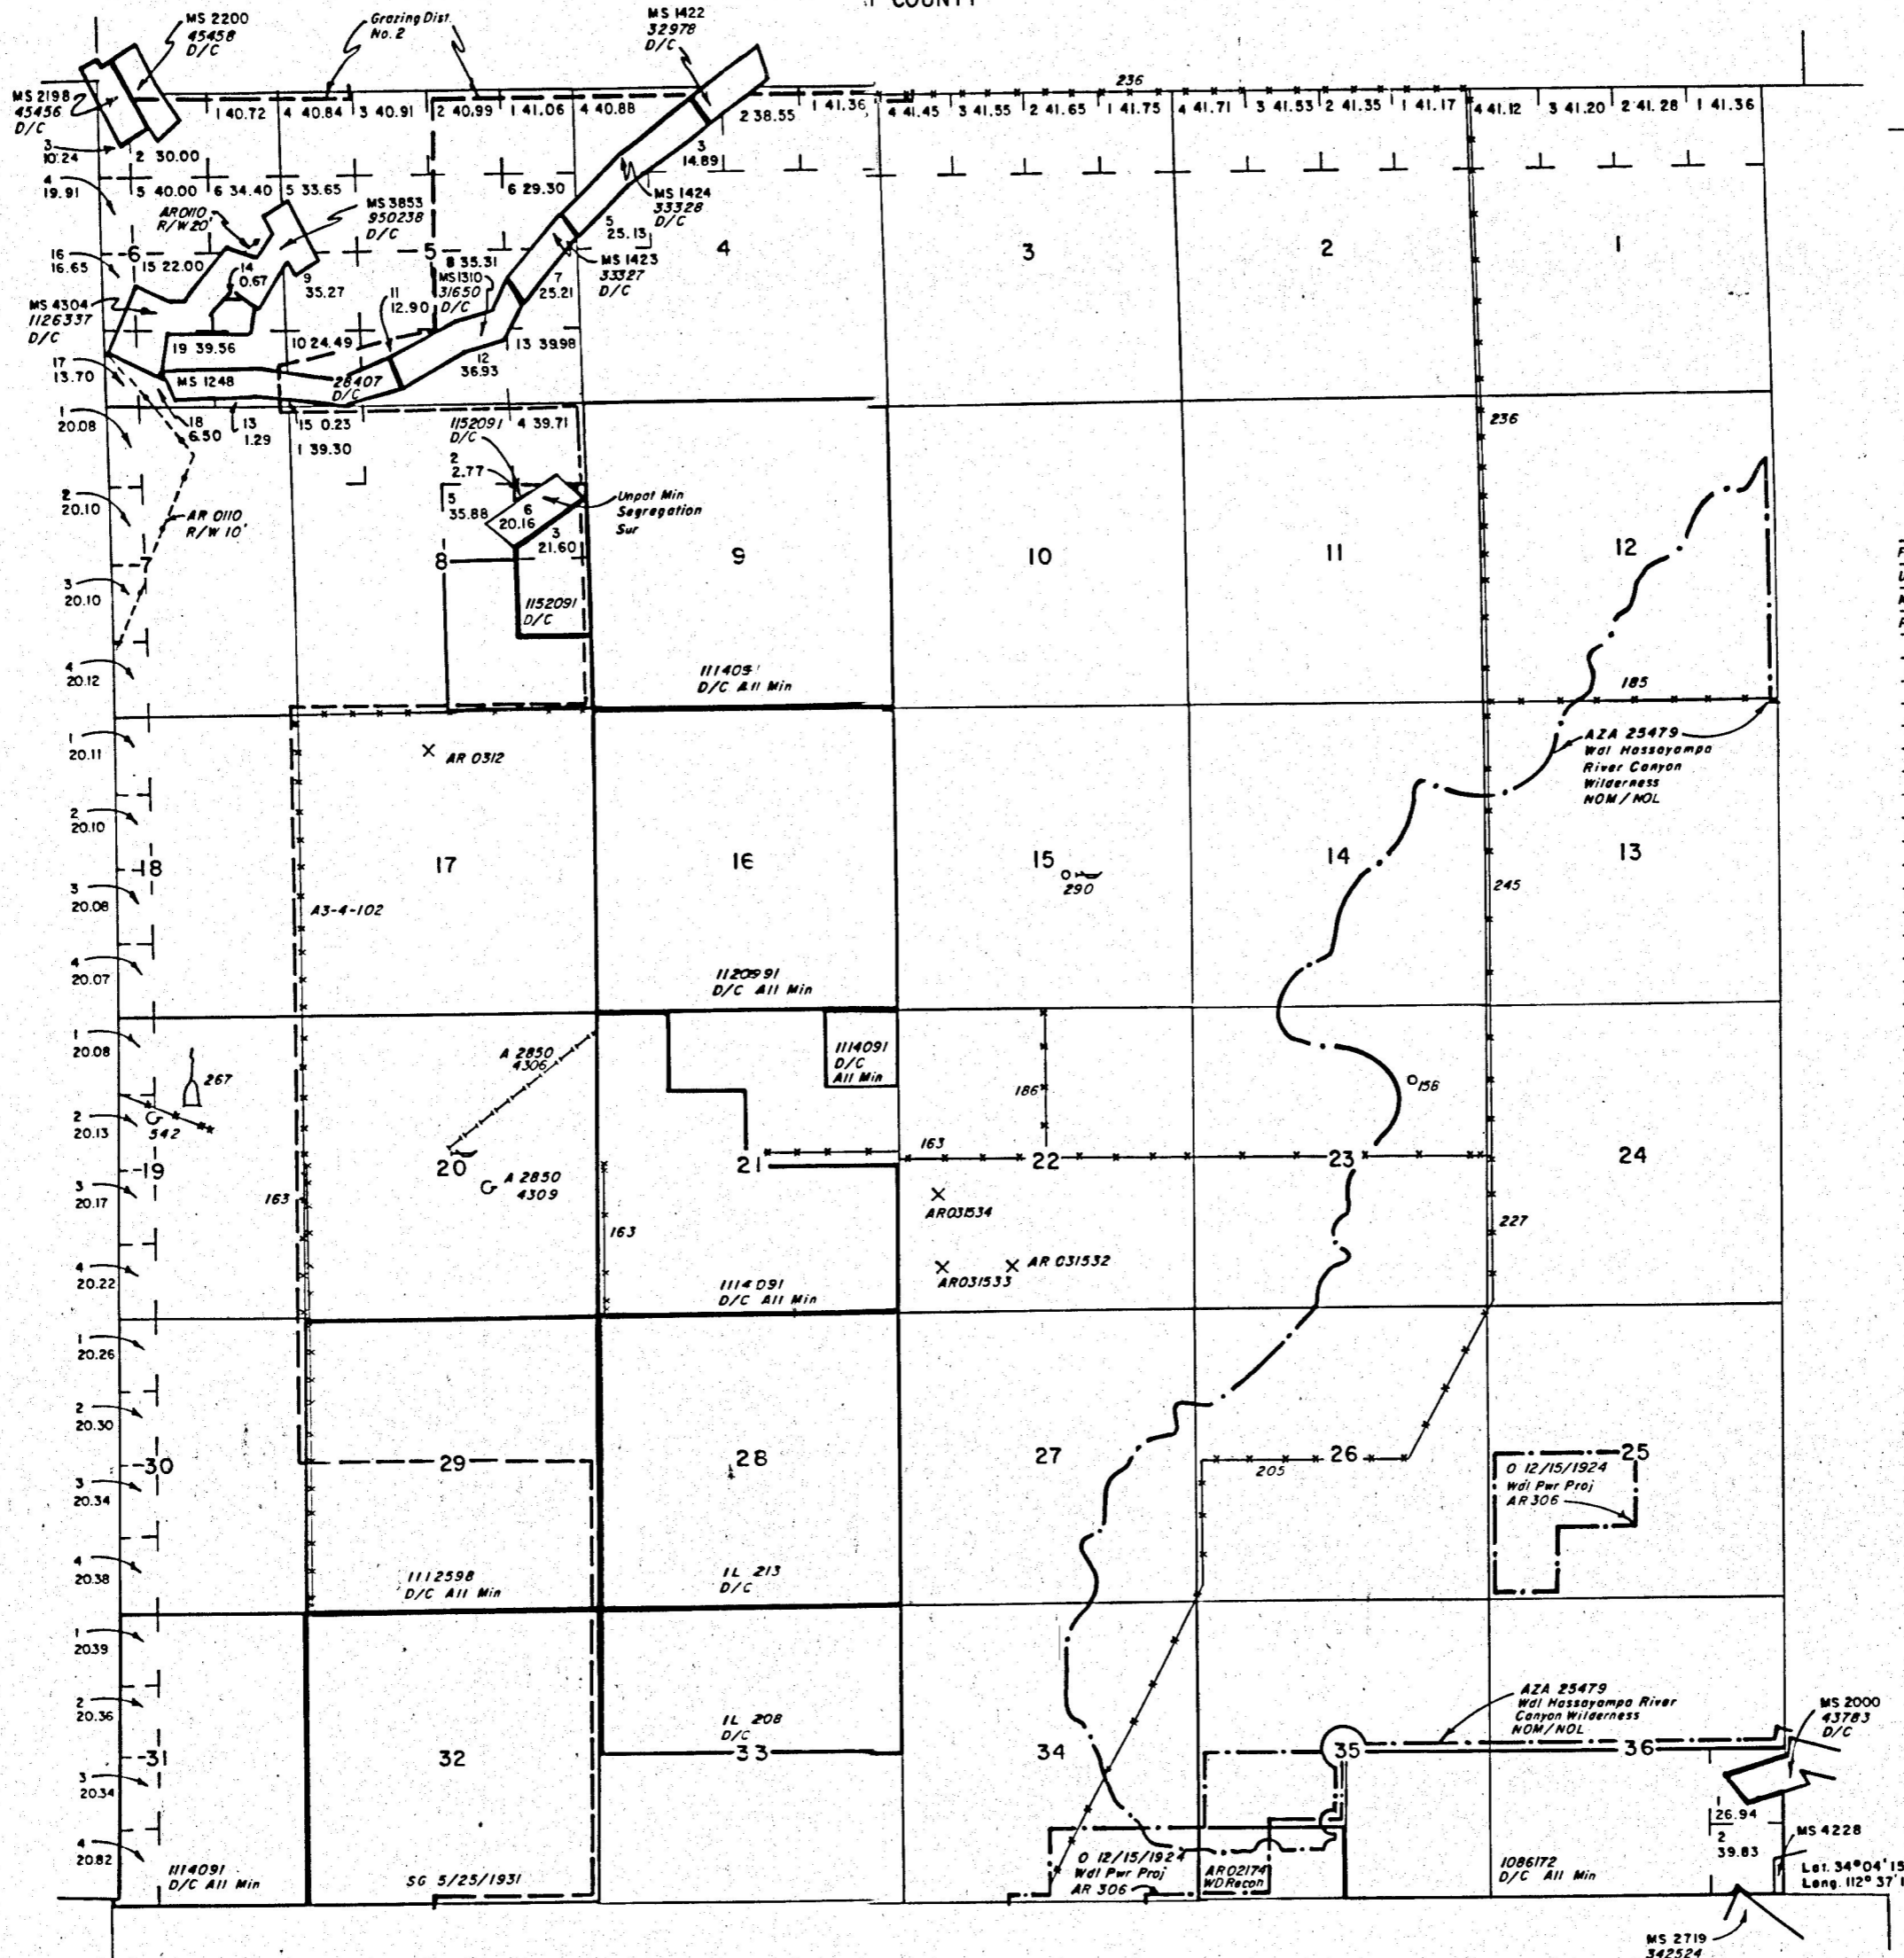 COUNTY
MS 2200
45458
D/C
Grazing Dist.
No. 2
MS 1422
32978
D/C
236
MS 2198
45456
D/C
1 40.72
4 40.84
3 40.91
2 40.99
1 41.06
4 40.88
2 38.55
1 41.36
4 41.45
3 41.55
2 41.65
1 41.75
4 41.71
3 41.53
2 41.35
1 41.17
4 41.12
3 41.20
2 41.28
1 41.36
3
10.24
2 30.00
3
14.89
4
19.91
5 40.00
6 34.40
5 33.65
6 29.30
MS 1424
33328
D/C
AR 0110
R/W 20'
MS 3853
950238
D/C
5
25.13
6
5
4
3
2
1
16
16.65
15 22.00
14
0.67
9
35.27
8 35.31
MS 1310
31650
D/C
7
25.21
MS 1423
33327
D/C
MS 4304
1126337
D/C
11
12.90
19 39.56
10 24.49
13 39.98
12
36.93
17
13.70
MS 1248
28407
D/C
1
20.08
18
6.50
13
1.29
15 0.23
1 39.30
1152091
D/C
4 39.71
236
2
2.77
2
20.10
AR 0110
R/W 10'
5
35.88
6
20.16
3
21.60
Unpat Min
Segregation
Sur
7
8
9
10
11
12
3
20.10
1152091
D/C
4
20.12
D/C All Min
185
AZA 25479
Wdl Hassayampa
River Canyon
Wilderness
NOM/NOL
1
20.11
AR 0312
2
20.10
18
17
16
15
14
13
290
245
3
20.08
A3-4-102
4
20.07
1120991
D/C All Min
1
20.08
A 2850
4306
1114091
D/C
All Min
267
186
156
2
20.13
542
163
19
20
21
22
23
24
3
20.17
163
A 2850
4309
AR031534
227
163
4
20.22
1114091
D/C All Min
AR031533
AR 031532
1
20.26
2
20.30
30
29
28
27
26
25
205
3
20.34
O 12/15/1924
Wdl Pwr Proj
AR 306
4
20.38
1112598
D/C All Min
IL 213
D/C
1
20.39
2
20.36
IL 208
D/C
AZA 25479
Wdl Hassayampa River
Canyon Wilderness
NOM/NOL
MS 2000
43783
D/C
31
32
33
34
35
36
3
20.34
1
26.94
2
39.83
MS 4228
4
20.82
1114091
D/C All Min
SG 5/25/1931
O 12/15/1924
Wdl Pwr Proj
AR 306
AR02174
WD Recon
1086172
D/C All Min
Lat. 34°04'15
Long. 112° 37'1
MS 2719
342524